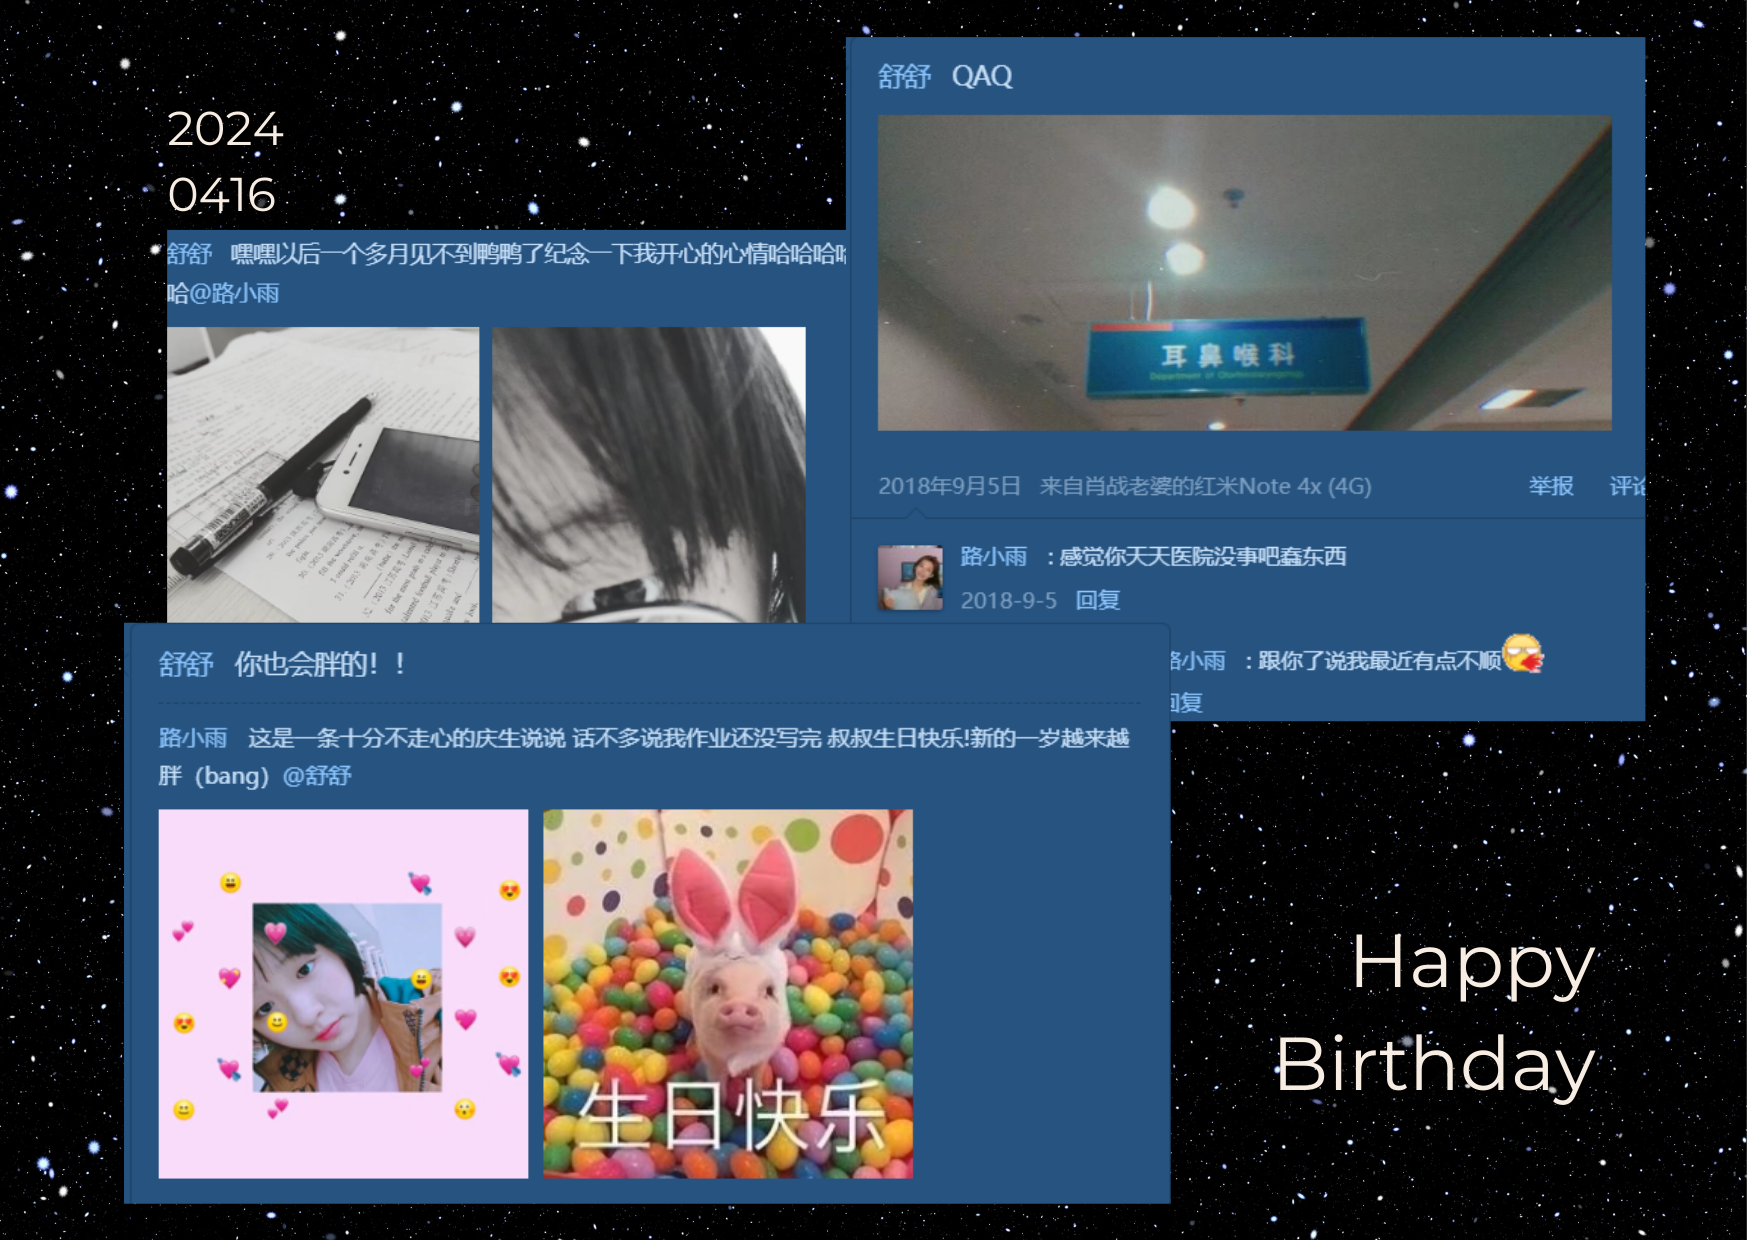 2024
0416
舒舒 嘿嘿以后一个多月见不到鸭鸭了纪念一下我开心的心情哈哈哈
哈@路小雨
舒舒 QAQ
耳鼻喉科
Department of Otorhinolaryngology
2018年9月5日 来自肖战老婆的红米Note 4x (4G)
举报 评论
路小雨 : 感觉你天天医院没事吧蠢东西
2018-9-5 回复
路小雨 : 跟你了说我最近有点不顺
回复
舒舒 你也会胖的！！
路小雨 这是一条十分不走心的庆生说说 话不多说我作业还没写完 叔叔生日快乐!新的一岁越来越
胖（bang）@舒舒
生日快乐
Happy
Birthday